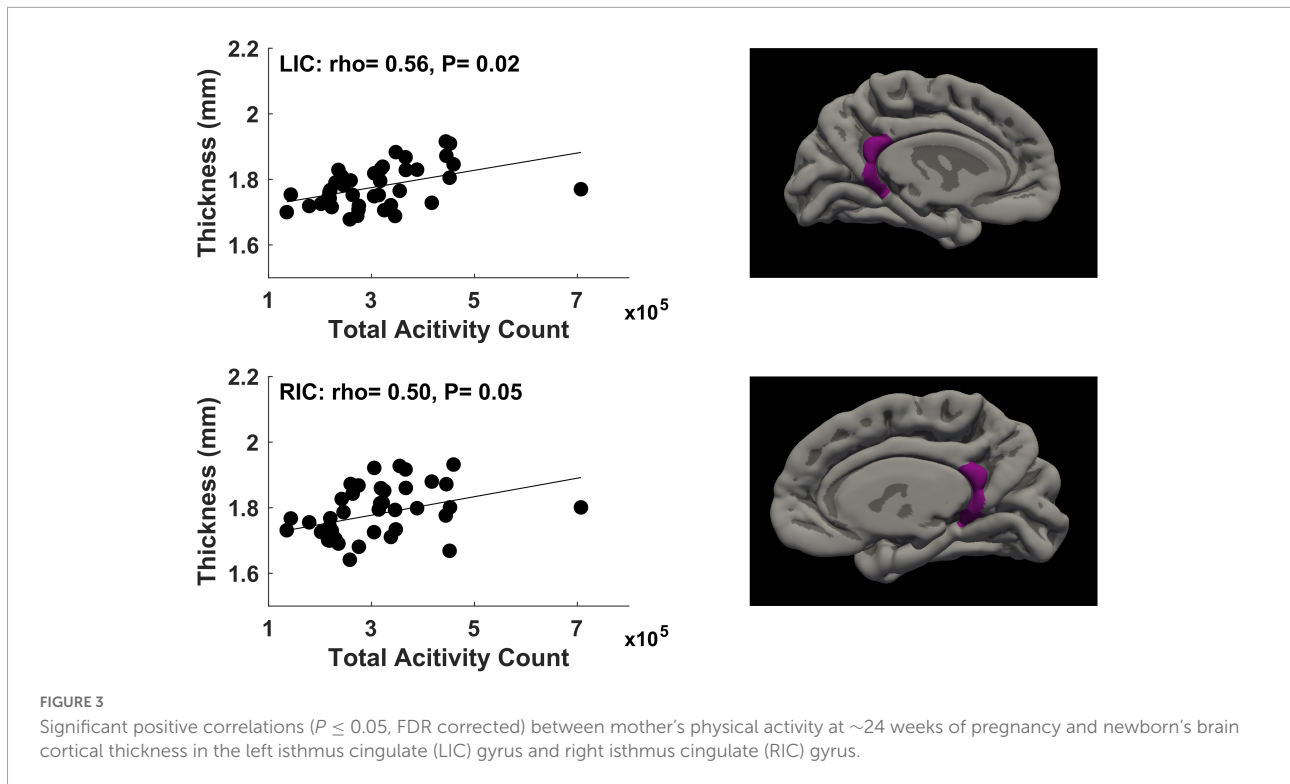 2.2
LIC: rho= 0.56, P= 0.02
2
1.8
1.6
Thickness (mm)
1 3 5 7
x10^5
Total Acitivity Count
2.2
RIC: rho= 0.50, P= 0.05
2
1.8
1.6
Thickness (mm)
1 3 5 7
x10^5
Total Acitivity Count
FIGURE 3
Significant positive correlations (P ≤ 0.05, FDR corrected) between mother's physical activity at ∼24 weeks of pregnancy and newborn's brain
cortical thickness in the left isthmus cingulate (LIC) gyrus and right isthmus cingulate (RIC) gyrus.